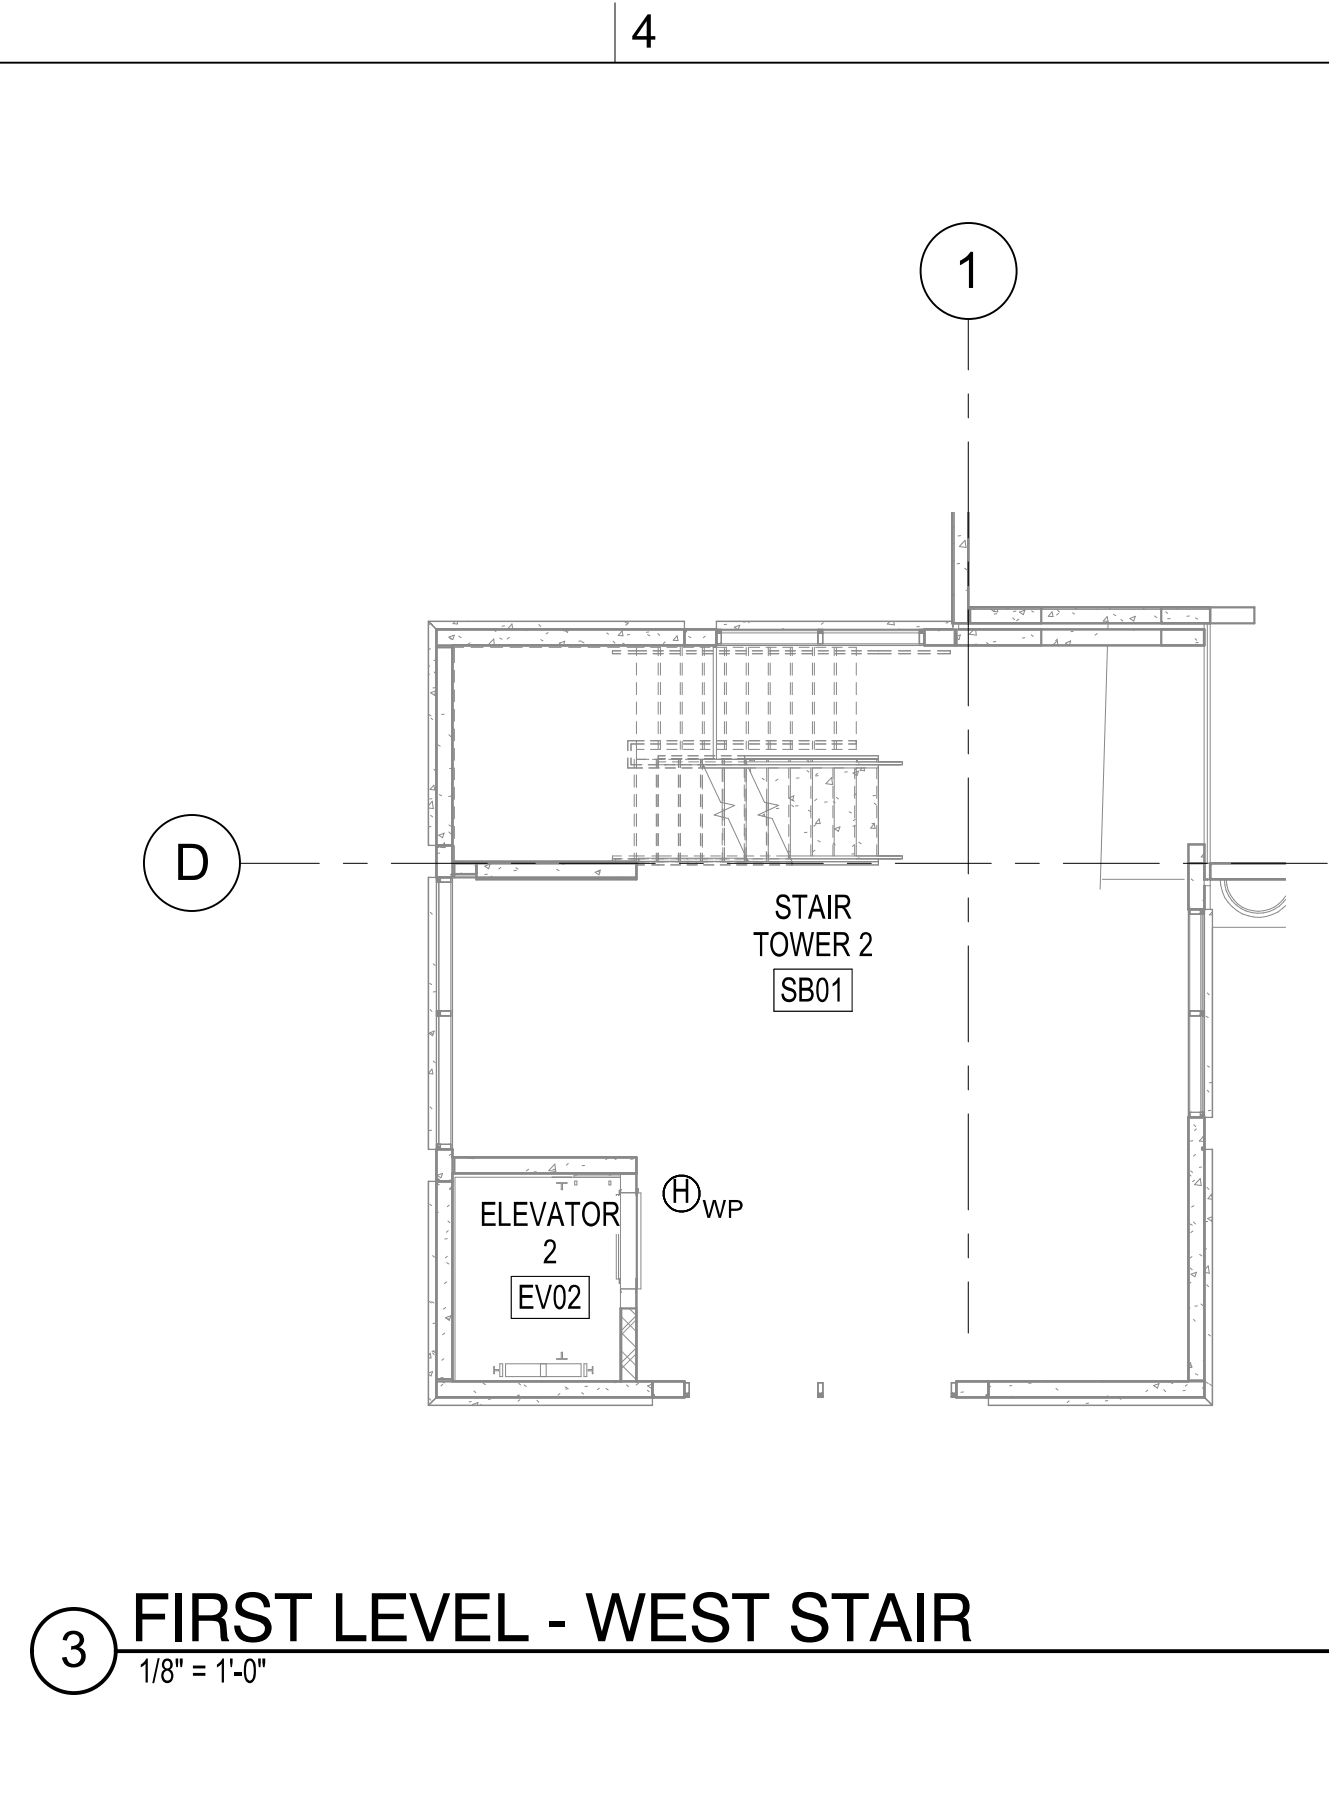 4
1
D
STAIR
TOWER 2
SB01
H WP
ELEVATOR
2
EV02
3 FIRST LEVEL - WEST STAIR
1/8" = 1'-0"